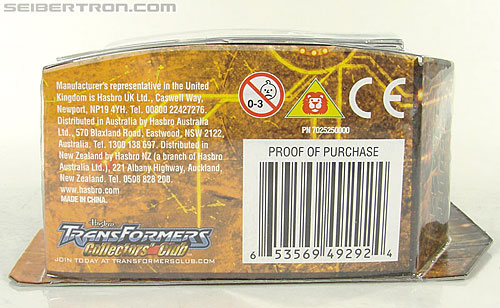 SEIBERTRON.COM
Manufacturer's representative in the United
Kingdom is Hasbro UK Ltd., Caswell Way,
Newport, NP19 4YH. Tel. 00800 22427276.
Distributed in Australia by Hasbro Australia
Ltd., 570 Blaxland Road, Eastwood, NSW 2122,
Australia. Tel. 1300 138 697. Distributed in
New Zealand by Hasbro NZ (a branch of Hasbro Australia
Ltd.), 221 Albany Highway, Auckland,
New Zealand. Tel. 0508 828 200.
www.hasbro.com
MADE IN CHINA.
0-3
CE
PN 7025250000
PROOF OF PURCHASE
6 53569 49292 4
Hasbro
TRANSFORMERS
Collectors' Club
JOIN TODAY AT TRANSFORMERSCLUB.COM